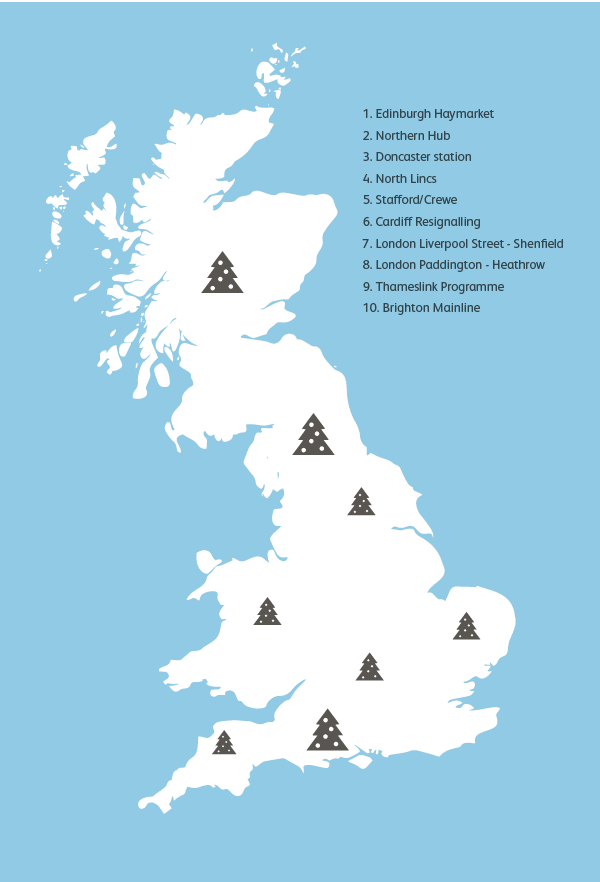 1. Edinburgh Haymarket
2. Northern Hub
3. Doncaster station
4. North Lincs
5. Stafford/Crewe
6. Cardiff Resignalling
7. London Liverpool Street - Shenfield
8. London Paddington - Heathrow
9. Thameslink Programme
10. Brighton Mainline